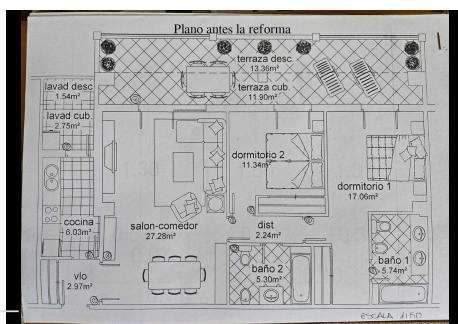 Plano antes la reforma
terraza desc.
13.36m²
lavad desc
1.54m²
terraza cub.
11.90m²
lavad cub.
2.75m²
dormitorio 2
11.34m²
dormitorio 1
17.06m²
cocina
6.03m²
salon-comedor
27.28m²
dist
2.24m²
baño 1
5.74m²
baño 2
5.30m²
vlo
2.97m²
ESCALA 1/50